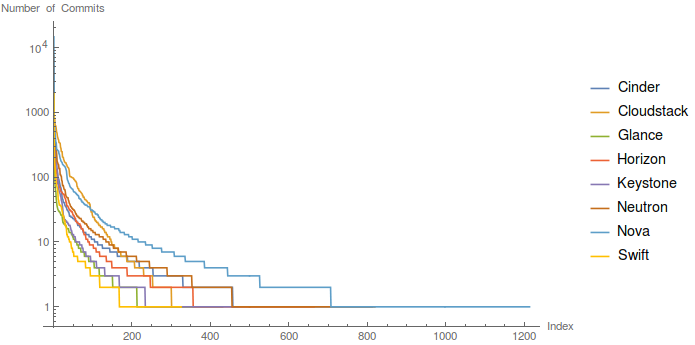 Number of Commits
10^4
1000
100
10
1
200
400
600
800
1000
1200
Index
Cinder
Cloudstack
Glance
Horizon
Keystone
Neutron
Nova
Swift